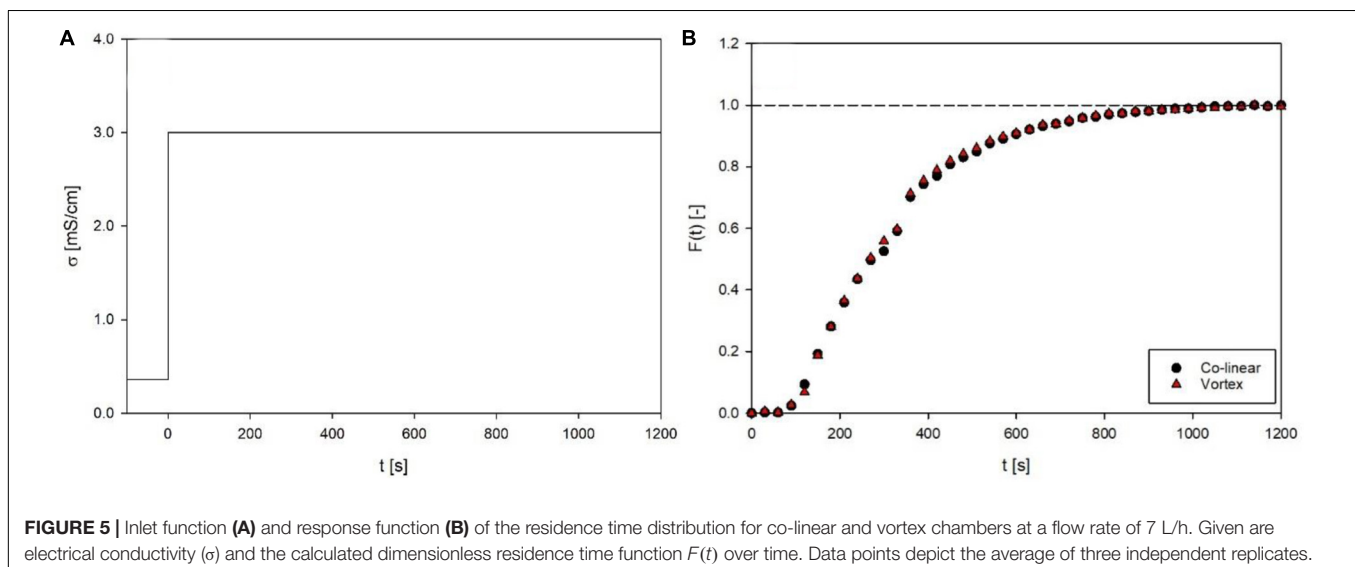 A
4.0
3.0
2.0
1.0
0.0
σ [mS/cm]
0
200
400
600
800
1000
1200
t [s]
B
1.2
1.0
0.8
0.6
0.4
0.2
0.0
F(t) [-]
0
200
400
600
800
1000
1200
t [s]
Co-linear
Vortex
FIGURE 5 | Inlet function (A) and response function (B) of the residence time distribution for co-linear and vortex chambers at a flow rate of 7 L/h. Given are
electrical conductivity (σ) and the calculated dimensionless residence time function F(t) over time. Data points depict the average of three independent replicates.